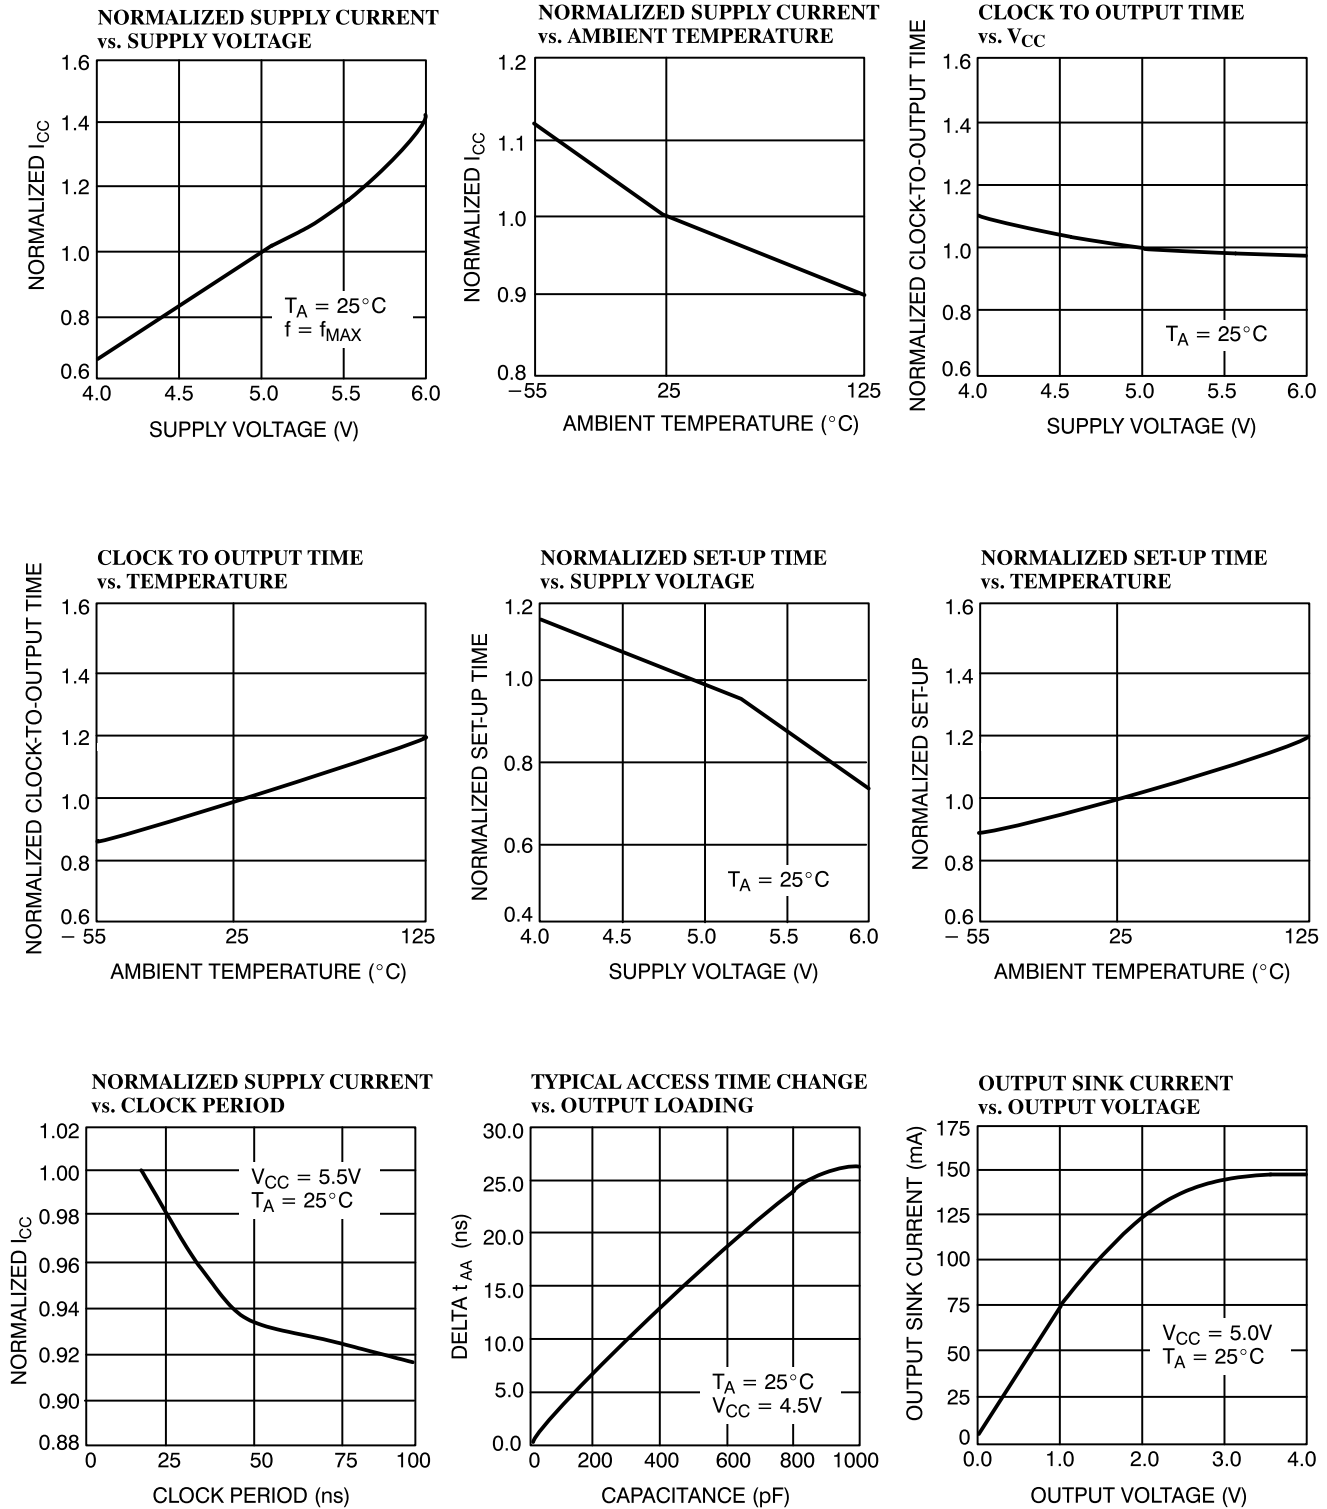 NORMALIZED SUPPLY CURRENT
vs. SUPPLY VOLTAGE
NORMALIZED ICC
1.6
1.4
1.2
1.0
0.8
0.6
TA = 25°C
f = fMAX
4.0 4.5 5.0 5.5 6.0
SUPPLY VOLTAGE (V)
NORMALIZED SUPPLY CURRENT
vs. AMBIENT TEMPERATURE
NORMALIZED ICC
1.2
1.1
1.0
0.9
0.8
−55 25 125
AMBIENT TEMPERATURE (°C)
CLOCK TO OUTPUT TIME
vs. VCC
NORMALIZED CLOCK-TO-OUTPUT TIME
1.6
1.4
1.2
1.0
0.8
0.6
TA = 25°C
4.0 4.5 5.0 5.5 6.0
SUPPLY VOLTAGE (V)
CLOCK TO OUTPUT TIME
vs. TEMPERATURE
NORMALIZED CLOCK-TO-OUTPUT TIME
1.6
1.4
1.2
1.0
0.8
0.6
− 55 25 125
AMBIENT TEMPERATURE (°C)
NORMALIZED SET-UP TIME
vs. SUPPLY VOLTAGE
NORMALIZED SET-UP TIME
1.2
1.0
0.8
0.6
0.4
TA = 25°C
4.0 4.5 5.0 5.5 6.0
SUPPLY VOLTAGE (V)
NORMALIZED SET-UP TIME
vs. TEMPERATURE
NORMALIZED SET-UP
1.6
1.4
1.2
1.0
0.8
0.6
− 55 25 125
AMBIENT TEMPERATURE (°C)
NORMALIZED SUPPLY CURRENT
vs. CLOCK PERIOD
NORMALIZED ICC
1.02
1.00
0.98
0.96
0.94
0.92
0.90
0.88
VCC = 5.5V
TA = 25°C
0 25 50 75 100
CLOCK PERIOD (ns)
TYPICAL ACCESS TIME CHANGE
vs. OUTPUT LOADING
DELTA tAA (ns)
30.0
25.0
20.0
15.0
10.0
5.0
0.0
TA = 25°C
VCC = 4.5V
0 200 400 600 800 1000
CAPACITANCE (pF)
OUTPUT SINK CURRENT
vs. OUTPUT VOLTAGE
OUTPUT SINK CURRENT (mA)
175
150
125
100
75
50
25
0
VCC = 5.0V
TA = 25°C
0.0 1.0 2.0 3.0 4.0
OUTPUT VOLTAGE (V)